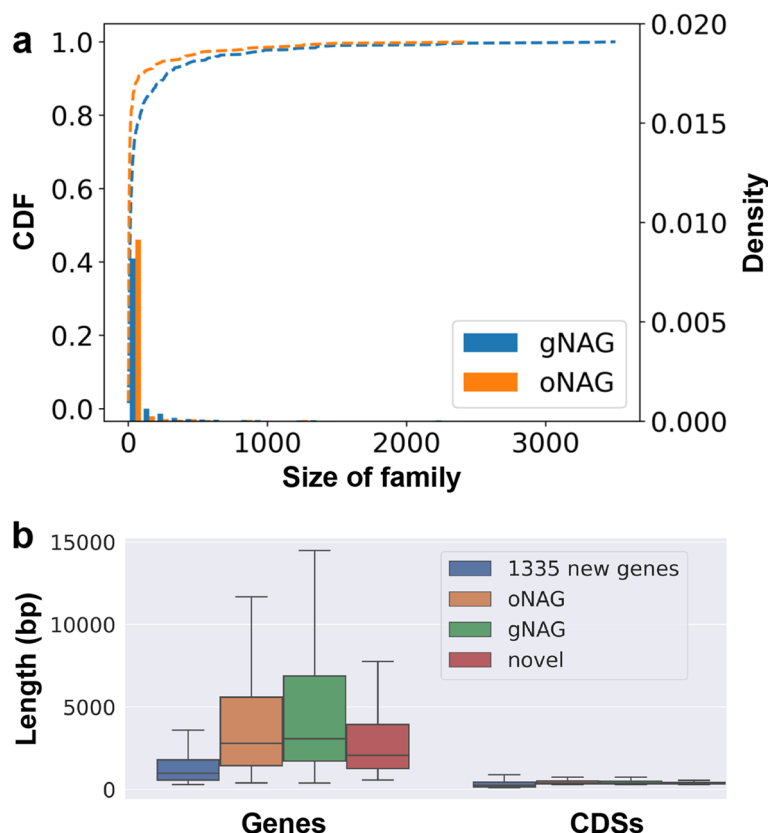 a
CDF
1.0
0.8
0.6
0.4
0.2
0.0
0.020
0.015
0.010
0.005
0.000
Density
gNAG
oNAG
0 1000 2000 3000
Size of family
b
Length (bp)
15000
10000
5000
0
1335 new genes
oNAG
gNAG
novel
Genes CDSs